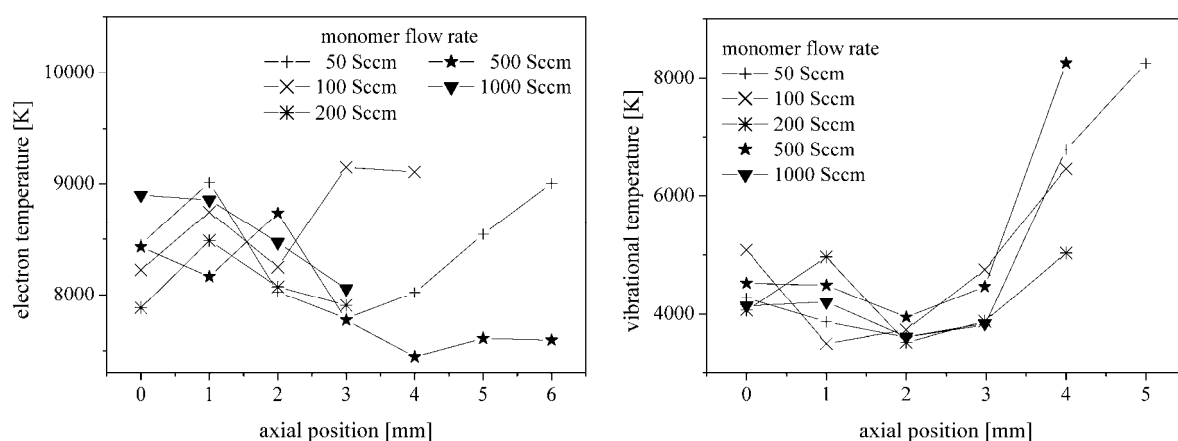 monomer flow rate
50 Sccm 500 Sccm
100 Sccm 1000 Sccm
200 Sccm
10000
9000
8000
electron temperature [K]
0 1 2 3 4 5 6
axial position [mm]
monomer flow rate
50 Sccm
100 Sccm
200 Sccm
500 Sccm
1000 Sccm
8000
6000
4000
vibrational temperature [K]
0 1 2 3 4 5
axial position [mm]